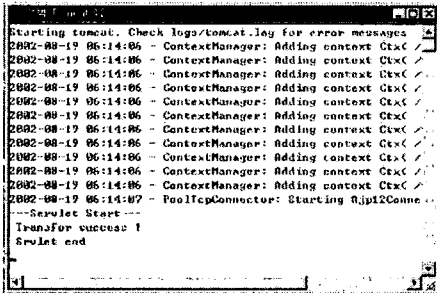 Starting tomcat. Check logs/tomcat.log for error messages
2002-08-19 06:14:06 - ContextManager: Adding context Ctx( /
2002-08-19 06:14:06 - ContextManager: Adding context Ctx( /
2002-08-19 06:14:06 - ContextManager: Adding context Ctx( /
2002-08-19 06:14:06 - ContextManager: Adding context Ctx( /
2002-08-19 06:14:06 - ContextManager: Adding context Ctx( /
2002-08-19 06:14:06 - ContextManager: Adding context Ctx( /
2002-08-19 06:14:06 - ContextManager: Adding context Ctx( /
2002-08-19 06:14:06 - ContextManager: Adding context Ctx( /
2002-08-19 06:14:06 - ContextManager: Adding context Ctx( /
2002-08-19 06:14:06 - ContextManager: Adding context Ctx( /
2002-08-19 06:14:07 - PoolTcpConnector: Starting Ajp12Conne
---Servlet Start---
Transfor success !
Srvlet end